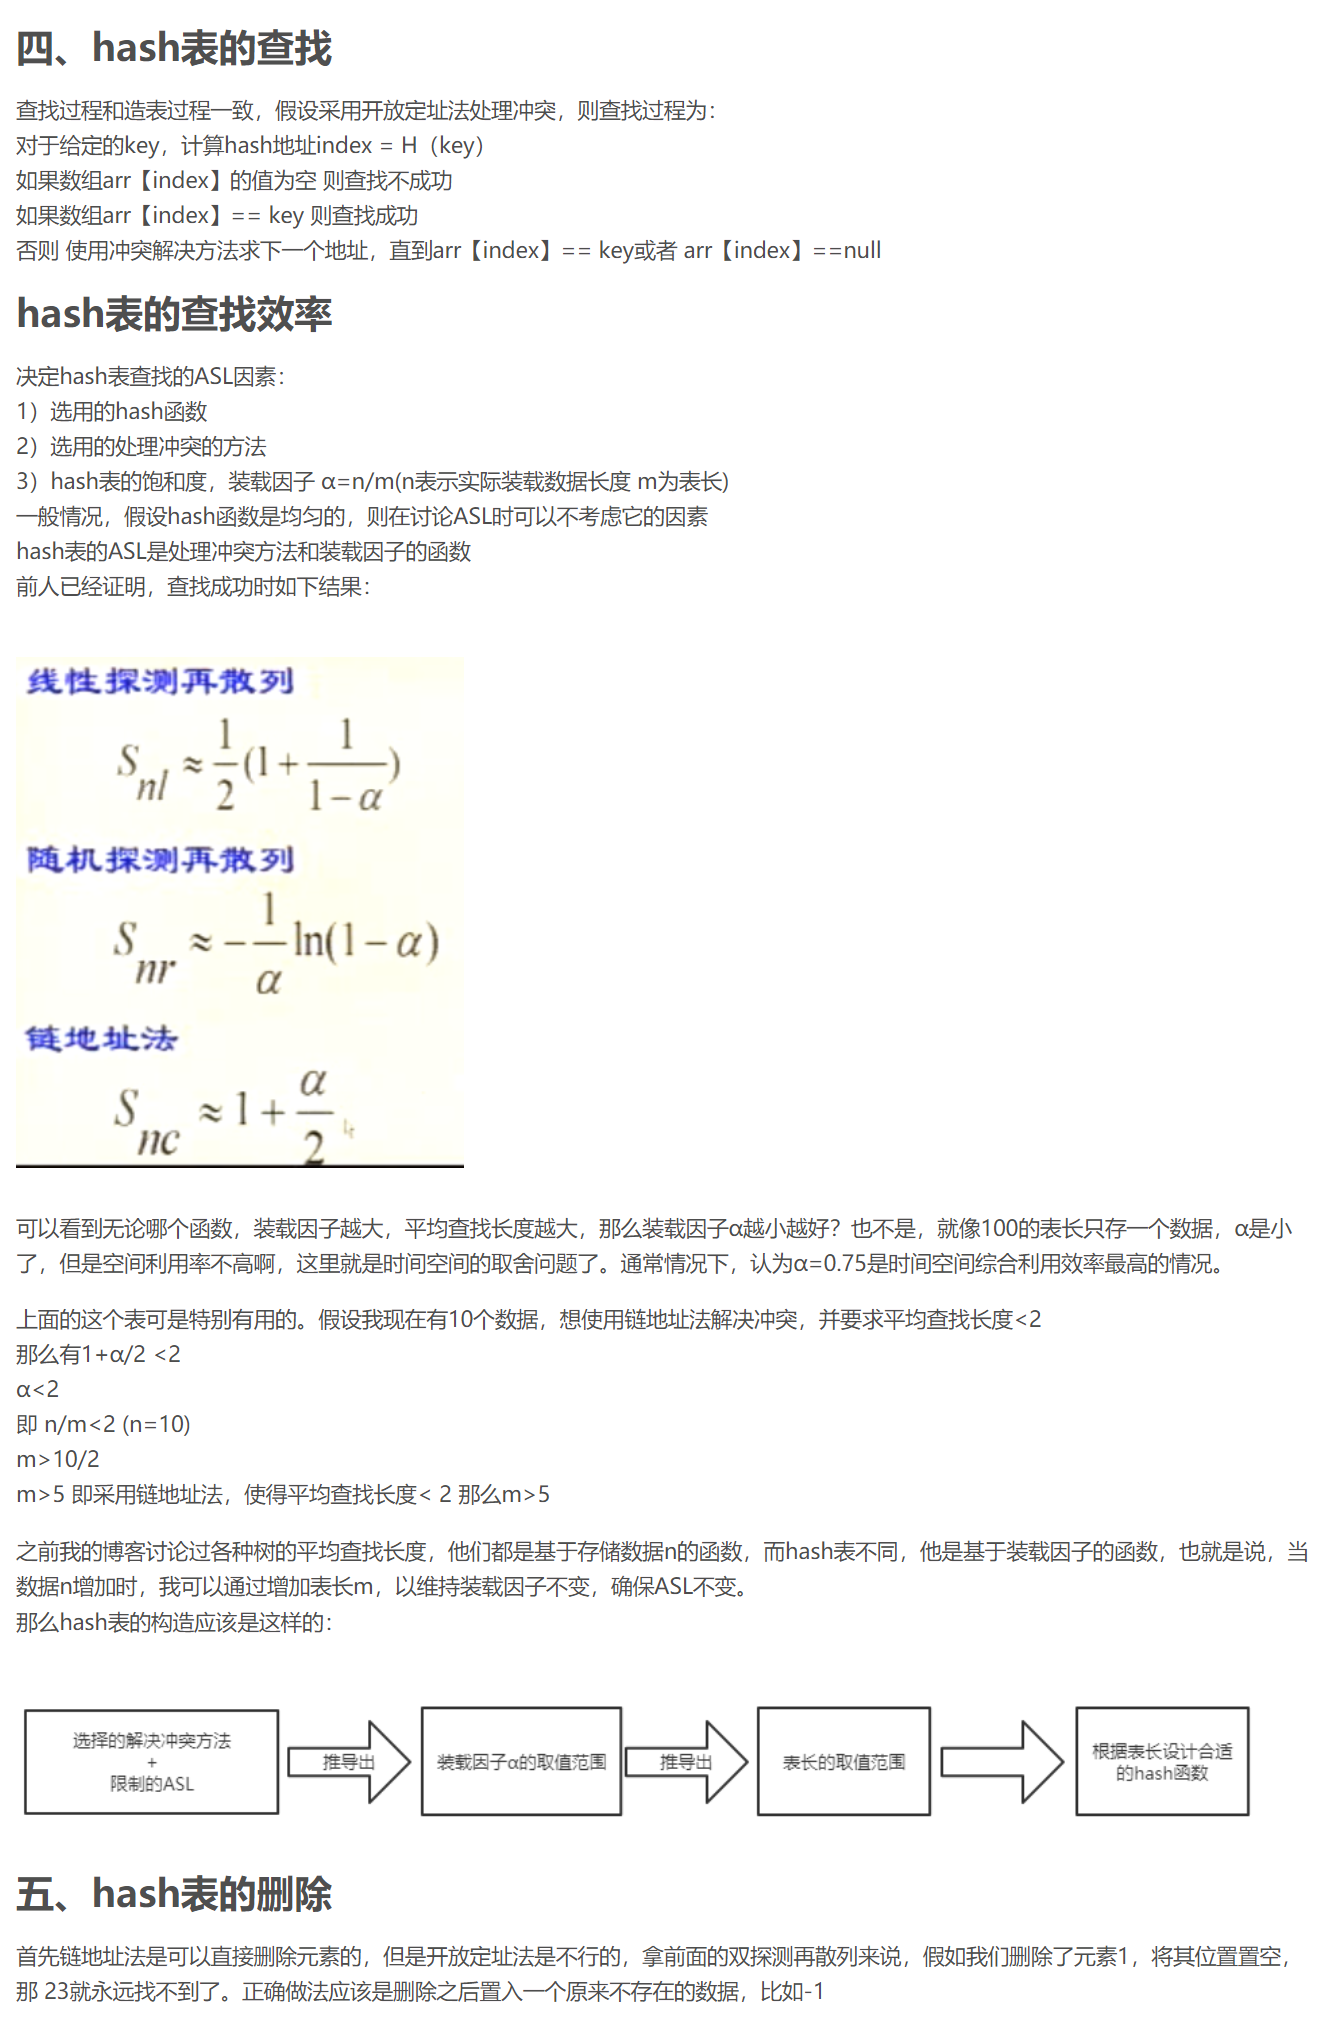 四、hash表的查找
查找过程和造表过程一致，假设采用开放定址法处理冲突，则查找过程为：
对于给定的key，计算hash地址index = H（key）
如果数组arr【index】的值为空 则查找不成功
如果数组arr【index】== key 则查找成功
否则 使用冲突解决方法求下一个地址，直到arr【index】== key或者 arr【index】==null
hash表的查找效率
决定hash表查找的ASL因素：
1）选用的hash函数
2）选用的处理冲突的方法
3）hash表的饱和度，装载因子 α=n/m(n表示实际装载数据长度 m为表长)
一般情况，假设hash函数是均匀的，则在讨论ASL时可以不考虑它的因素
hash表的ASL是处理冲突方法和装载因子的函数
前人已经证明，查找成功时如下结果：
线性探测再散列
S_{nl} ≈ \frac{1}{2}(1 + \frac{1}{1-α})
随机探测再散列
S_{nr} ≈ -\frac{1}{α}ln(1-α)
链地址法
S_{nc} ≈ 1 + \frac{α}{2}
可以看到无论哪个函数，装载因子越大，平均查找长度越大，那么装载因子α越小越好？也不是，就像100的表长只存一个数据，α是小
了，但是空间利用率不高啊，这里就是时间空间的取舍问题了。通常情况下，认为α=0.75是时间空间综合利用效率最高的情况。
上面的这个表可是特别有用的。假设我现在有10个数据，想使用链地址法解决冲突，并要求平均查找长度<2
那么有1+α/2 <2
α<2
即 n/m<2 (n=10)
m>10/2
m>5 即采用链地址法，使得平均查找长度< 2 那么m>5
之前我的博客讨论过各种树的平均查找长度，他们都是基于存储数据n的函数，而hash表不同，他是基于装载因子的函数，也就是说，当
数据n增加时，我可以通过增加表长m，以维持装载因子不变，确保ASL不变。
那么hash表的构造应该是这样的：
选择的解决冲突方法
+
限制的ASL
推导出
装载因子α的取值范围
推导出
表长的取值范围
根据表长设计合适
的hash函数
五、hash表的删除
首先链地址法是可以直接删除元素的，但是开放定址法是不行的，拿前面的双探测再散列来说，假如我们删除了元素1，将其位置置空，
那 23就永远找不到了。正确做法应该是删除之后置入一个原来不存在的数据，比如-1